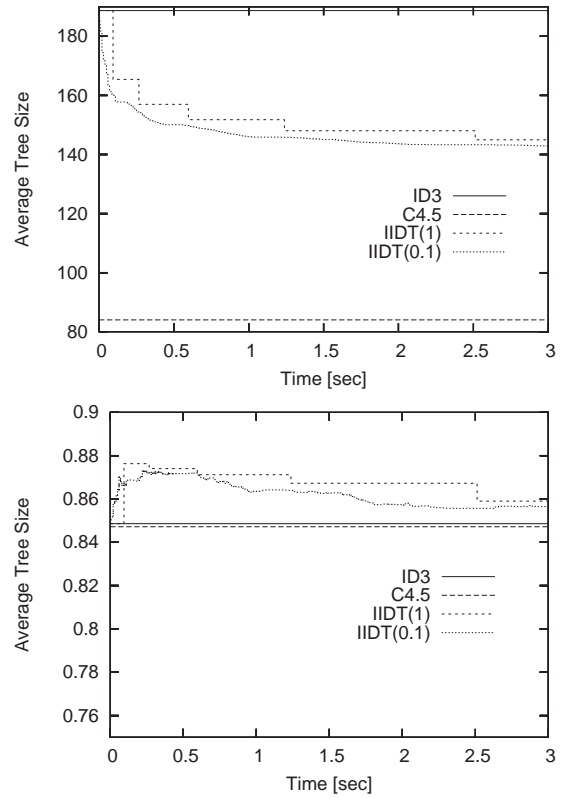 180
160
140
120
100
80
Average Tree Size
ID3
C4.5
IIDT(1)
IIDT(0.1)
0 0.5 1 1.5 2 2.5 3
Time [sec]
0.9
0.88
0.86
0.84
0.82
0.8
0.78
0.76
Average Tree Size
ID3
C4.5
IIDT(1)
IIDT(0.1)
0 0.5 1 1.5 2 2.5 3
Time [sec]